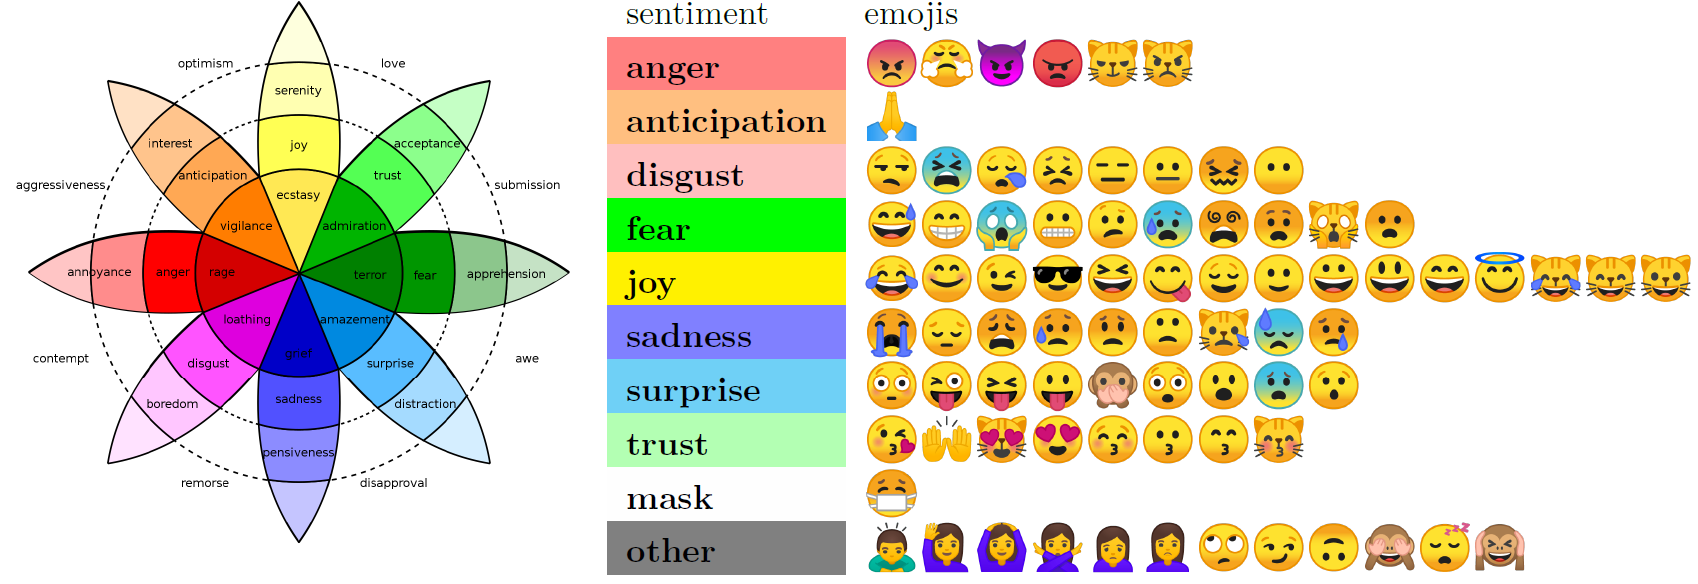 optimism
love
serenity
interest
joy
acceptance
anticipation
trust
aggressiveness
submission
ecstasy
vigilance
admiration
annoyance
anger
rage
terror
fear
apprehension
loathing
amazement
contempt
disgust
grief
surprise
awe
boredom
sadness
distraction
pensiveness
remorse
disapproval
sentiment emojis
anger
anticipation
disgust
fear
joy
sadness
surprise
trust
mask
other